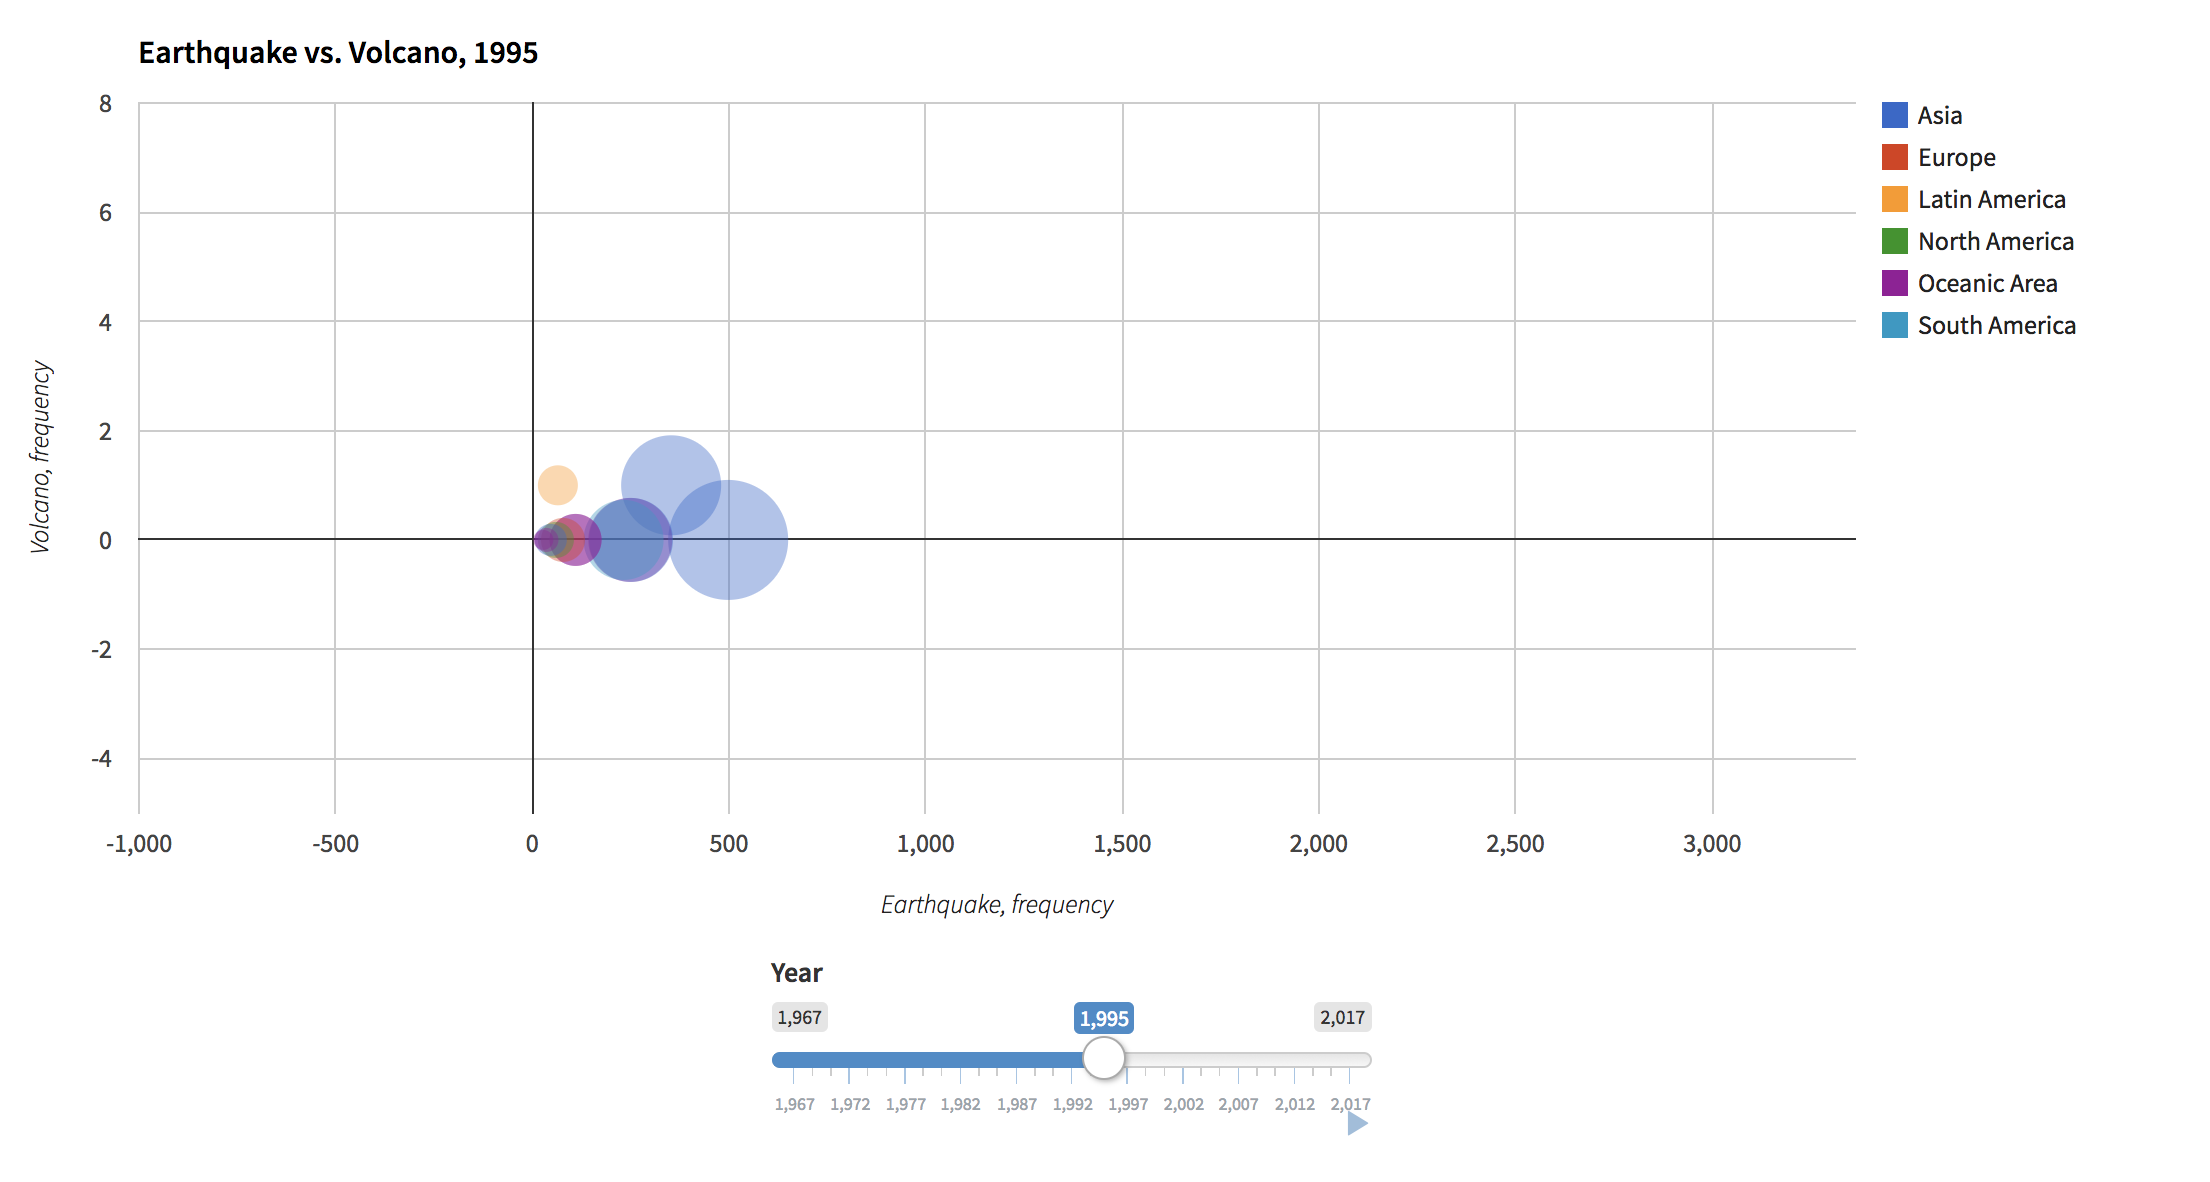 Earthquake vs. Volcano, 1995
8
6
4
2
0
-2
-4
Volcano, frequency
-1,000 -500 0 500 1,000 1,500 2,000 2,500 3,000
Earthquake, frequency
Asia
Europe
Latin America
North America
Oceanic Area
South America
Year
1,967 1,995 2,017
1,967 1,972 1,977 1,982 1,987 1,992 1,997 2,002 2,007 2,012 2,017